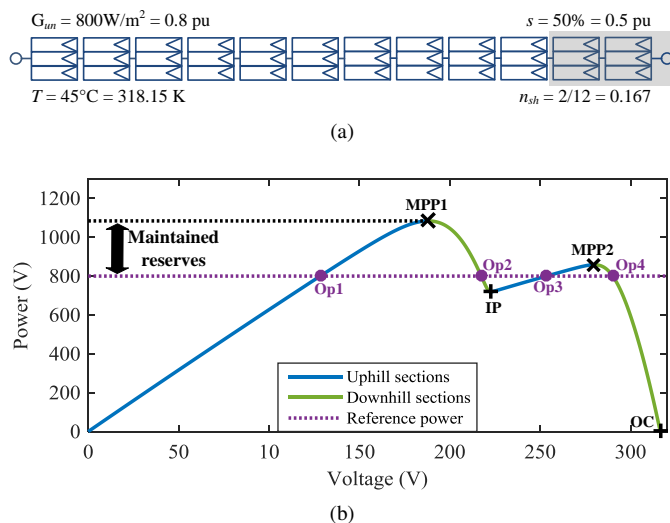 G_un = 800W/m² = 0.8 pu
s = 50% = 0.5 pu
T = 45°C = 318.15 K
n_sh = 2/12 = 0.167
(a)
1200
1000
800
600
400
200
0
Power (V)
MPP1
Maintained
reserves
Op1
Op2
IP
Op3
MPP2
Op4
OC
Uphill sections
Downhill sections
Reference power
0
50
10
150
200
250
300
Voltage (V)
(b)